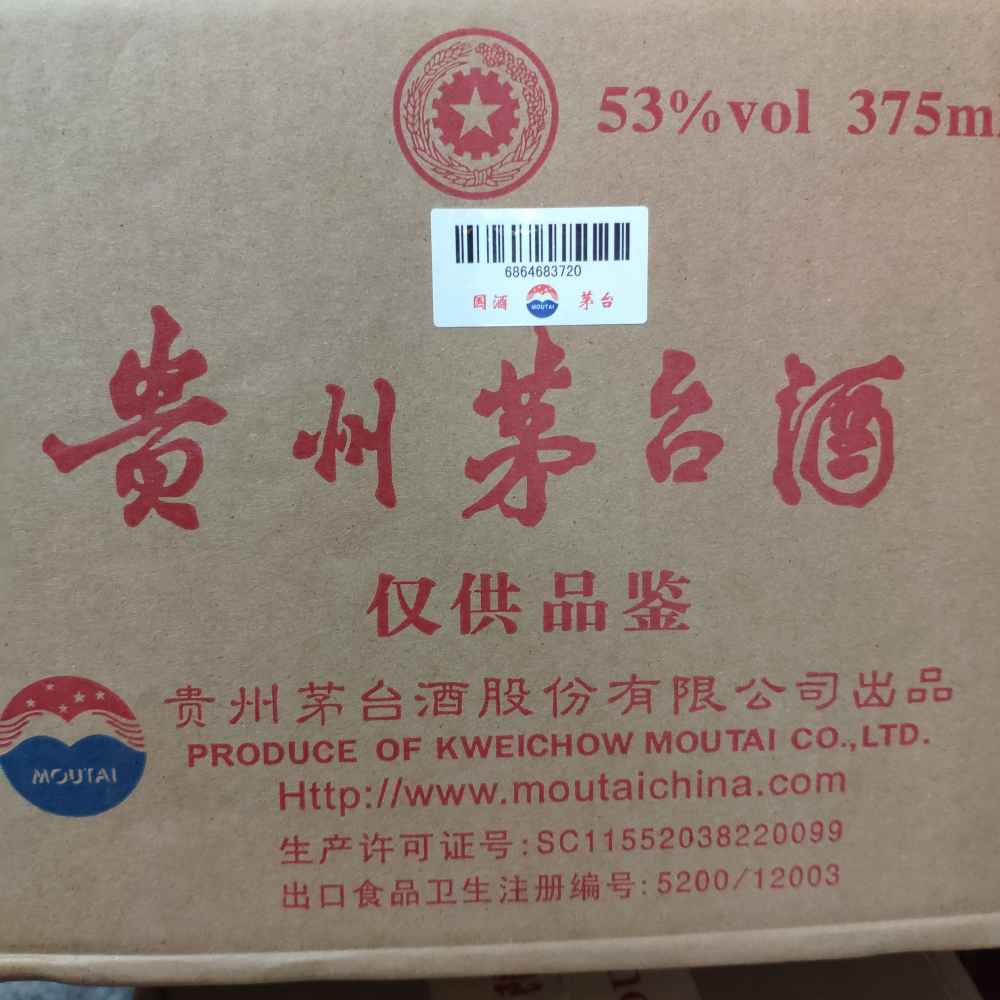 53%vol 375m
6864683720
国酒 MOUTAI 茅台
贵州茅台酒
仅供品鉴
贵州茅台酒股份有限公司出品
PRODUCE OF KWEICHOW MOUTAI CO.,LTD.
MOUTAI
Http://www.moutaichina.com
生产许可证号:SC11552038220099
出口食品卫生注册编号:5200/12003